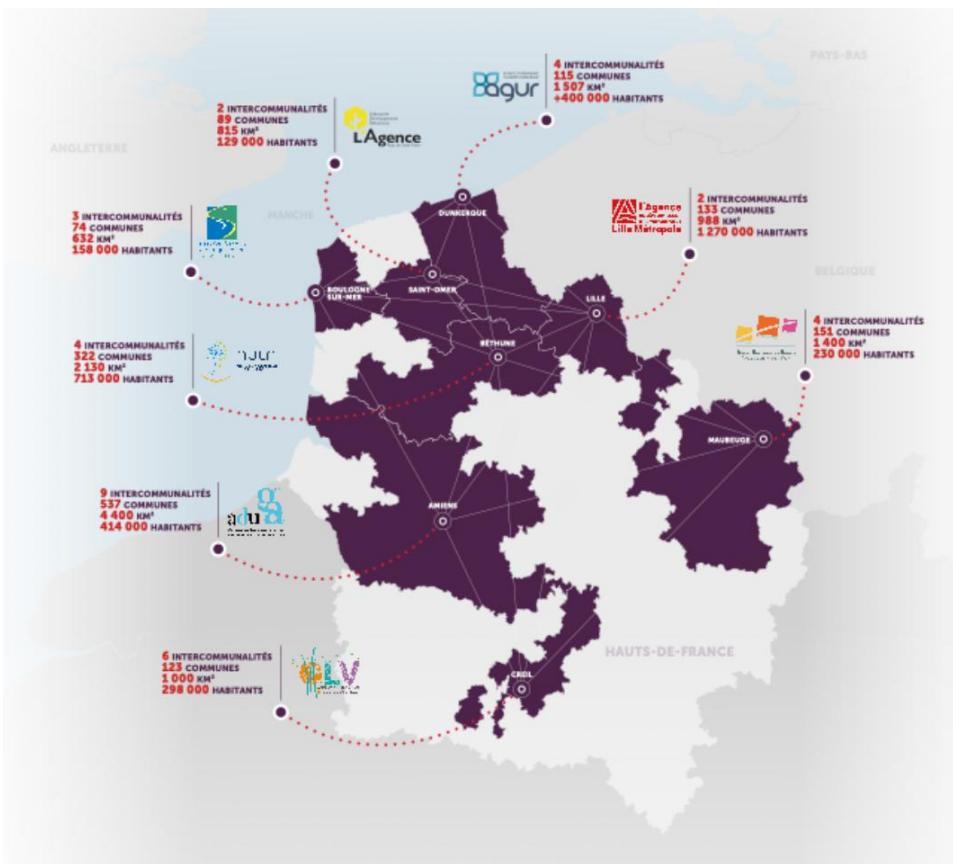 PAYS-BAS
4 INTERCOMMUNALITÉS
115 COMMUNES
1 507 KM²
+400 000 HABITANTS
agur
2 INTERCOMMUNALITÉS
89 COMMUNES
815 KM²
129 000 HABITANTS
L'Agence
ANGLETERRE
MANCHE
3 INTERCOMMUNALITÉS
74 COMMUNES
632 KM²
158 000 HABITANTS
2 INTERCOMMUNALITÉS
133 COMMUNES
988 KM²
1 270 000 HABITANTS
l'Agence
Lille Métropole
BELGIQUE
DUNKERQUE
SAINT-OMER
BOULOGNE
SUR-MER
LILLE
BÉTHUNE
4 INTERCOMMUNALITÉS
151 COMMUNES
1 400 KM²
230 000 HABITANTS
4 INTERCOMMUNALITÉS
322 COMMUNES
2 130 KM²
713 000 HABITANTS
MAUBEUGE
9 INTERCOMMUNALITÉS
537 COMMUNES
4 400 KM²
414 000 HABITANTS
aduga
AMIENS
6 INTERCOMMUNALITÉS
123 COMMUNES
1 000 KM²
298 000 HABITANTS
OLV
CREIL
HAUTS-DE-FRANCE